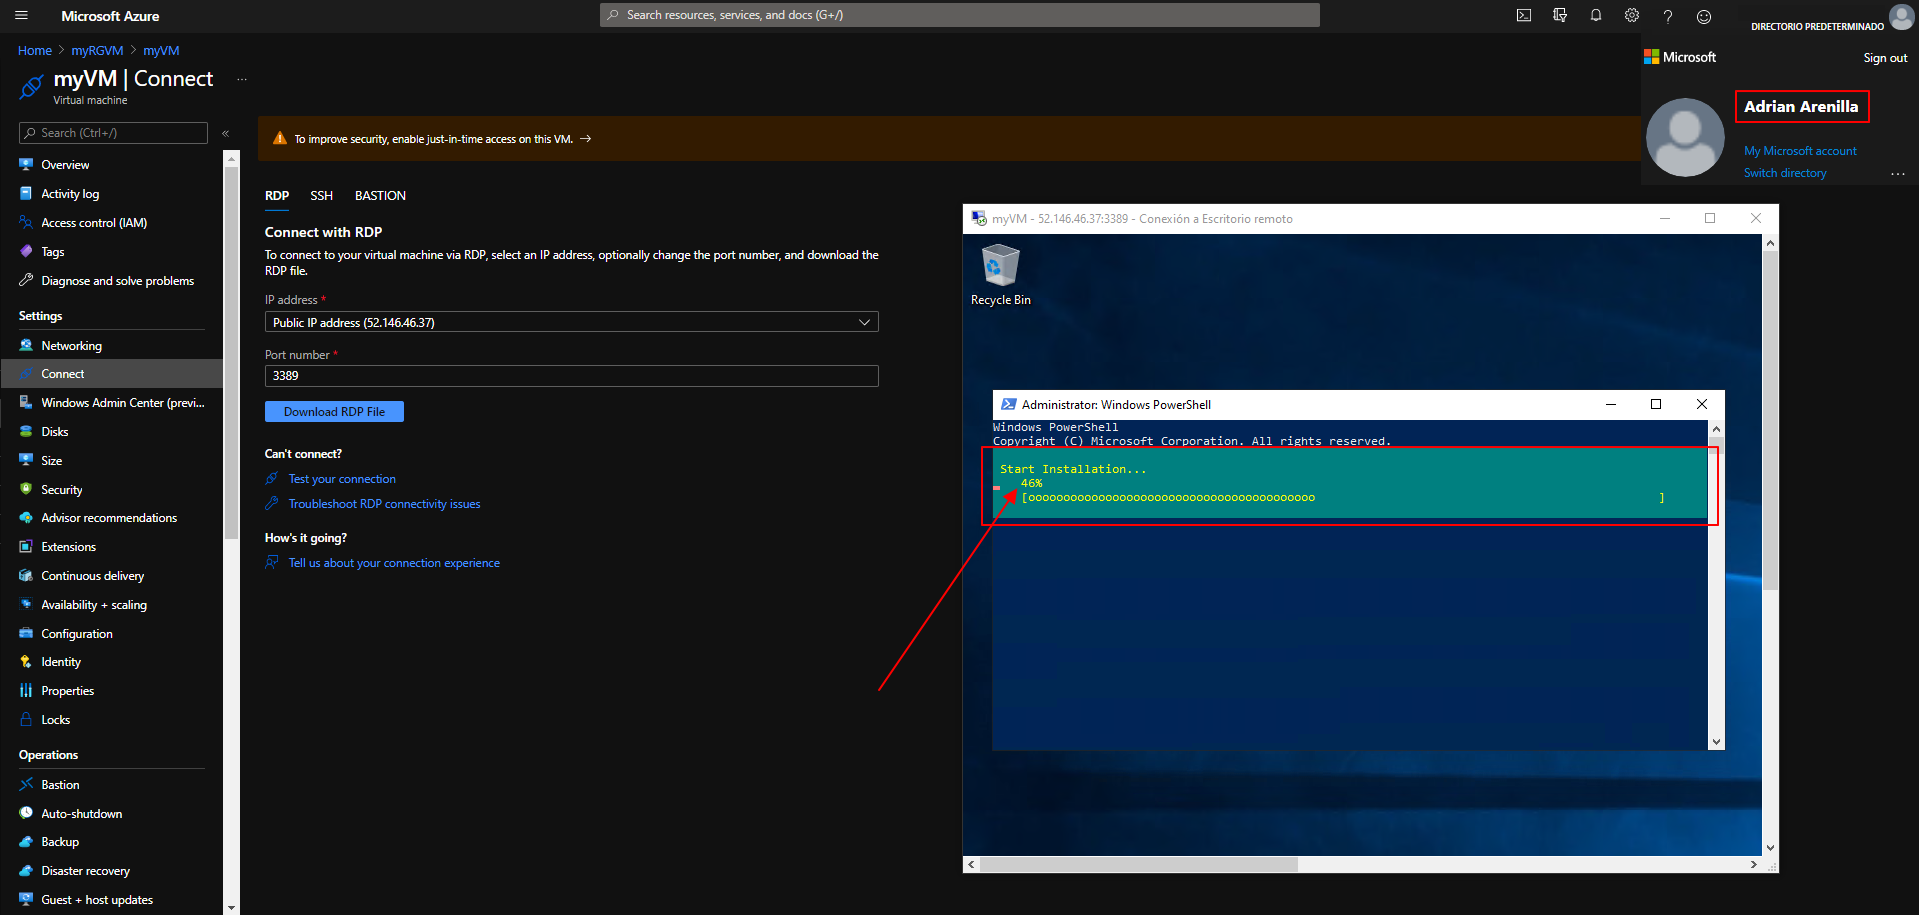 Microsoft Azure
Search resources, services, and docs (G+/)
DIRECTORIO PREDETERMINADO
Home > myRGVM > myVM
myVM | Connect ...
Virtual machine
Search (Ctrl+/)
«
Overview
Activity log
Access control (IAM)
Tags
Diagnose and solve problems
Settings
Networking
Connect
Windows Admin Center (previ...
Disks
Size
Security
Advisor recommendations
Extensions
Continuous delivery
Availability + scaling
Configuration
Identity
Properties
Locks
Operations
Bastion
Auto-shutdown
Backup
Disaster recovery
Guest + host updates
To improve security, enable just-in-time access on this VM. →
RDP SSH BASTION
Connect with RDP
To connect to your virtual machine via RDP, select an IP address, optionally change the port number, and download the
RDP file.
IP address *
Public IP address (52.146.46.37)
Port number *
3389
Download RDP File
Can't connect?
Test your connection
Troubleshoot RDP connectivity issues
How's it going?
Tell us about your connection experience
Microsoft
Sign out
Adrian Arenilla
My Microsoft account
Switch directory
...
myVM - 52.146.46.37:3389 - Conexión a Escritorio remoto
Recycle Bin
Administrator: Windows PowerShell
Windows PowerShell
Copyright (C) Microsoft Corporation. All rights reserved.
Start Installation...
46%
[ooooooooooooooooooooooooooooooooooooooooo ]